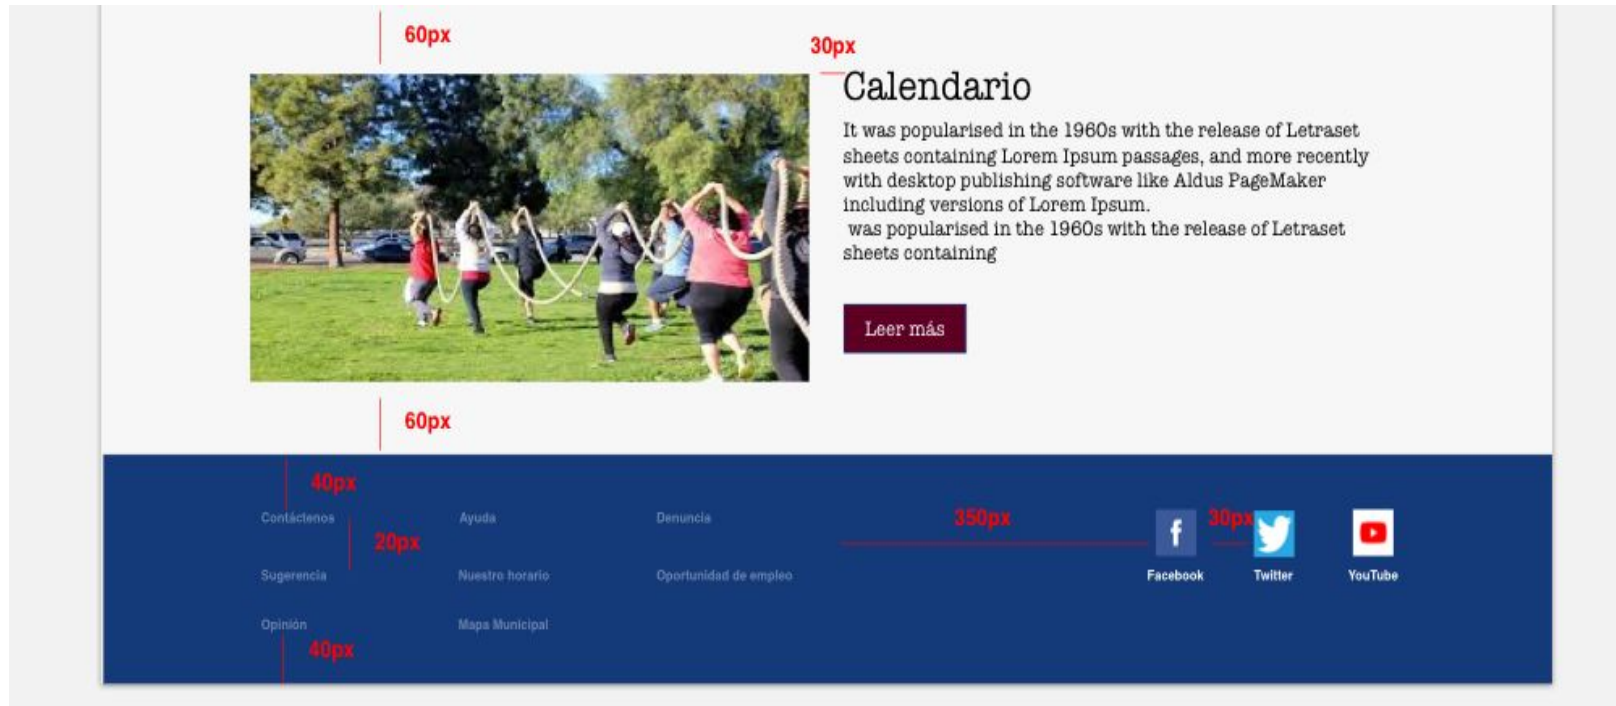 60px
30px
Calendario
It was popularised in the 1960s with the release of Letraset
sheets containing Lorem Ipsum passages, and more recently
with desktop publishing software like Aldus PageMaker
including versions of Lorem Ipsum.
was popularised in the 1960s with the release of Letraset
sheets containing
Leer más
60px
40px
Contáctenos
Ayuda
Denuncia
350px
30px
20px
Sugerencia
Nuestro horario
Oportunidad de empleo
Facebook
Twitter
YouTube
Opinión
Mapa Municipal
40px